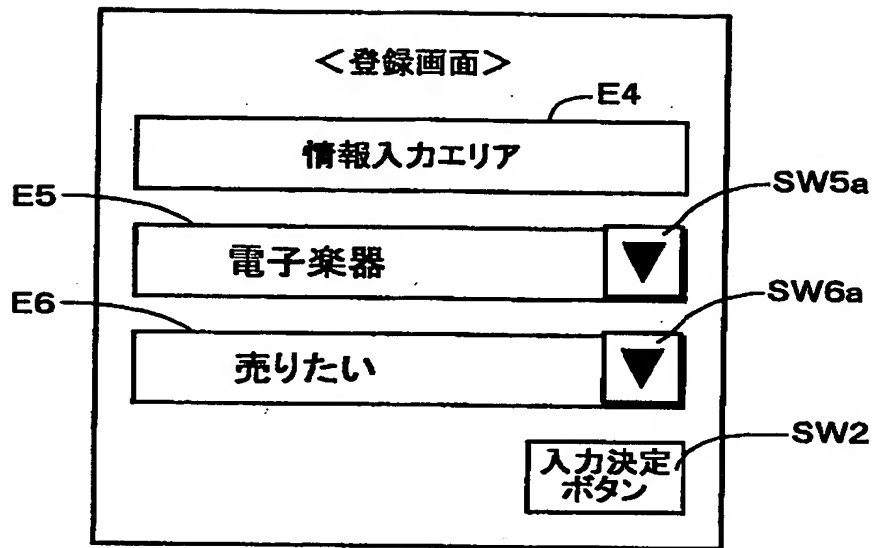 ＜登録画面＞
E4
情報入力エリア
E5
SW5a
電子楽器
▼
E6
SW6a
売りたい
▼
SW2
入力決定
ボタン